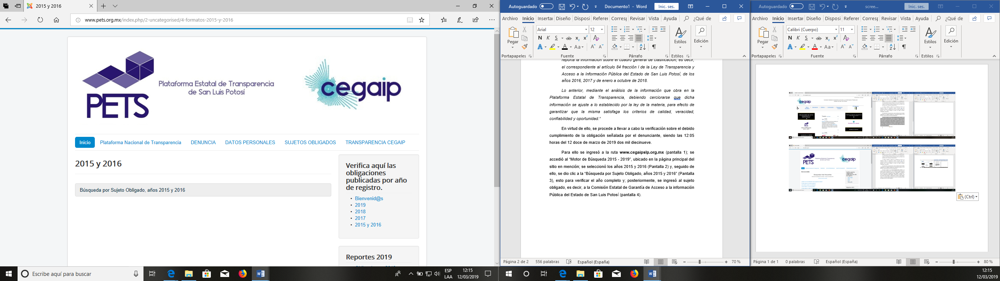 2015 y 2016
www.pets.org.mx/index.php/2-uncategorised/4-formatos-2015-y-2016
PETS
Plataforma Estatal de Transparencia
de San Luis Potosí
cegaip
Inicio Plataforma Nacional de Transparencia DENUNCIA DATOS PERSONALES SUJETOS OBLIGADOS TRANSPARENCIA CEGAIP
2015 y 2016
Búsqueda por Sujeto Obligado, años 2015 y 2016
Verifica aquí las
obligaciones
publicadas por año
de registro.
• Bienvenid@s
• 2019
• 2018
• 2017
• 2015 y 2016
Reportes 2019
Escribe aquí para buscar
ESP
LAA
12:15
12/03/2019
Autoguardado Documento1 - Word Inic. ses.
Archivo Inicio Insertar Diseño Disposi Referer Corresp Revisar Vista Ayuda ¿Qué de
Pegar
Arial 12
N K S ab x₂ x²
A A Aa A A
Estilos
Edición
Portapapeles Fuente Párrafo
reporta la información sobre el cuadro general de clasificación, es decir,
el correspondiente al artículo 84 fracción I de la Ley de Transparencia y
Acceso a la Información Pública del Estado de San Luis Potosí, de los
años 2016, 2017 y de enero a octubre de 2018.
Lo anterior, mediante el análisis de la información que obra en la
Plataforma Estatal de Transparencia, debiendo cerciorarse que dicha
información se ajuste a lo establecido por la ley de la materia, para efecto de
garantizar que la misma satisfaga los criterios de calidad, veracidad,
confiabilidad y oportunidad.”
En virtud de ello, se procede a llevar a cabo la verificación sobre el debido
cumplimiento de la obligación señalada por el denunciante, siendo las 12:05
horas del 12 doce de marzo de 2019 dos mil diecinueve.
Para ello se ingresó a la ruta www.cegaipslp.org.mx (pantalla 1); se
accedió al “Motor de Búsqueda 2015 - 2019”, ubicado en la página principal del
sitio en mención; se seleccionó los años 2015 y 2016 (Pantalla 2) y, seguido de
ello, se dio clic a la “Búsqueda por Sujeto Obligado, años 2015 y 2016” (Pantalla
3), esto para verificar el año completo y; posteriormente, se ingresó al sujeto
obligado, es decir, a la Comisión Estatal de Garantía de Acceso a la información
Pública del Estado de San Luis Potosí (pantalla 4).
Página 2 de 2 556 palabras Español (España) 70 %
Autoguardado scree... Inic. ses.
Archivo Inicio Insertar Diseño Disposi Referer Corresp Revisar Vista Ayuda ¿Qué de
Pegar
Calibri (Cuerpo) 11
N K S ab x₂ x²
A A Aa A A
Estilos
Edición
Portapapeles Fuente Párrafo Estilos
cegaip
PETS
PETS
cegaip
(Ctrl)
Página 1 de 1 0 palabras Español (España) 80 %
12:15
12/03/2019